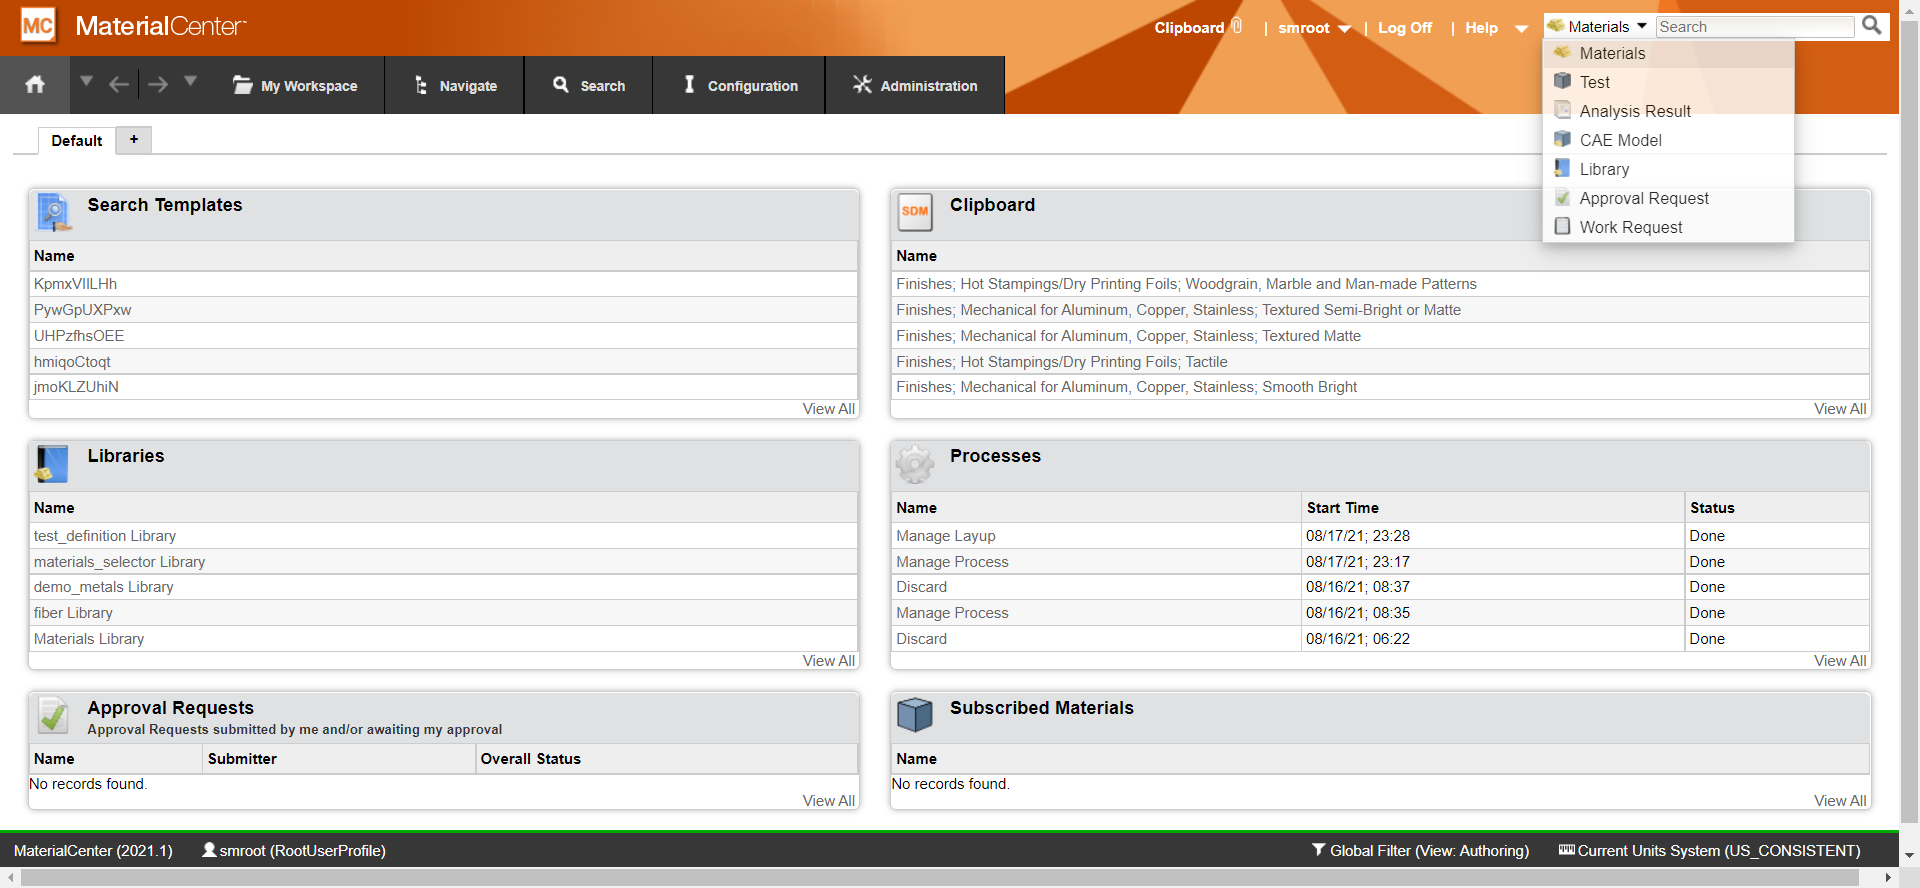 MC MaterialCenter
Clipboard | smroot | Log Off | Help
Materials Search
My Workspace Navigate Search Configuration Administration
Materials
Test
Analysis Result
CAE Model
Library
Approval Request
Work Request
Default +
Search Templates
Name
KpmxVIlLHh
PywGpUXPxw
UHPzfhsOEE
hmiqoCtoqt
jmoKLZUhiN
View All
SDM Clipboard
Name
Finishes; Hot Stampings/Dry Printing Foils; Woodgrain, Marble and Man-made Patterns
Finishes; Mechanical for Aluminum, Copper, Stainless; Textured Semi-Bright or Matte
Finishes; Mechanical for Aluminum, Copper, Stainless; Textured Matte
Finishes; Hot Stampings/Dry Printing Foils; Tactile
Finishes; Mechanical for Aluminum, Copper, Stainless; Smooth Bright
View All
Libraries
Name
test_definition Library
materials_selector Library
demo_metals Library
fiber Library
Materials Library
View All
Processes
Name Start Time Status
Manage Layup 08/17/21; 23:28 Done
Manage Process 08/17/21; 23:17 Done
Discard 08/16/21; 08:37 Done
Manage Process 08/16/21; 08:35 Done
Discard 08/16/21; 06:22 Done
View All
Approval Requests
Approval Requests submitted by me and/or awaiting my approval
Name Submitter Overall Status
No records found.
View All
Subscribed Materials
Name
No records found.
View All
MaterialCenter (2021.1) smroot (RootUserProfile) Global Filter (View: Authoring) Current Units System (US_CONSISTENT)